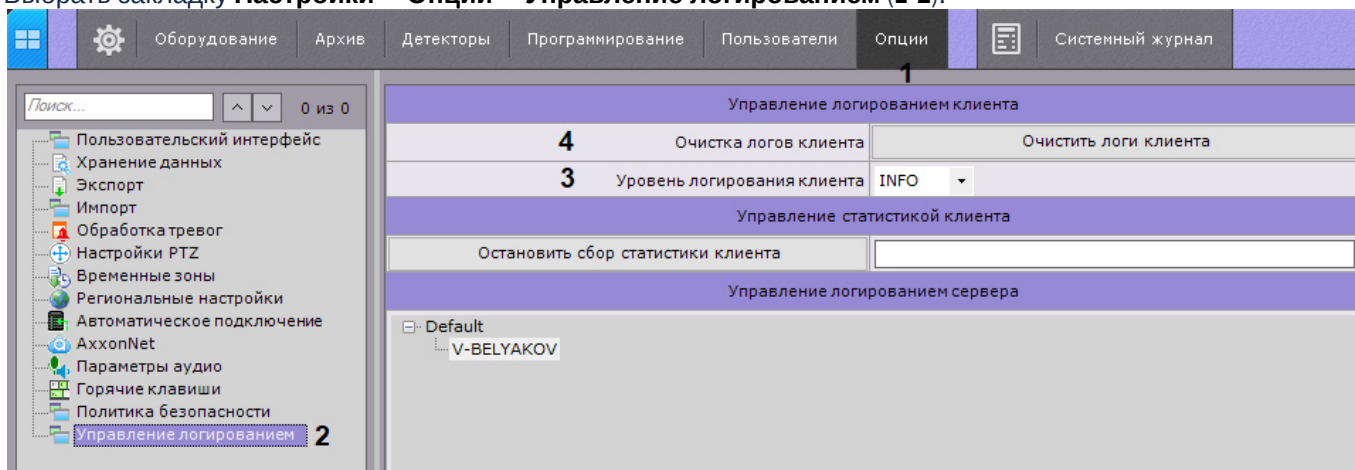 Выбрать закладку Настройки – Опции – Управление логированием (1-2).
Оборудование Архив Детекторы Программирование Пользователи Опции Системный журнал
1
Поиск... 0 из 0
Пользовательский интерфейс
Хранение данных
Экспорт
Импорт
Обработка тревог
Настройки PTZ
Временные зоны
Региональные настройки
Автоматическое подключение
AxxonNet
Параметры аудио
Горячие клавиши
Политика безопасности
Управление логированием 2
Управление логированием клиента
4 Очистка логов клиента Очистить логи клиента
3 Уровень логирования клиента INFO
Управление статистикой клиента
Остановить сбор статистики клиента
Управление логированием сервера
Default
V-BELYAKOV